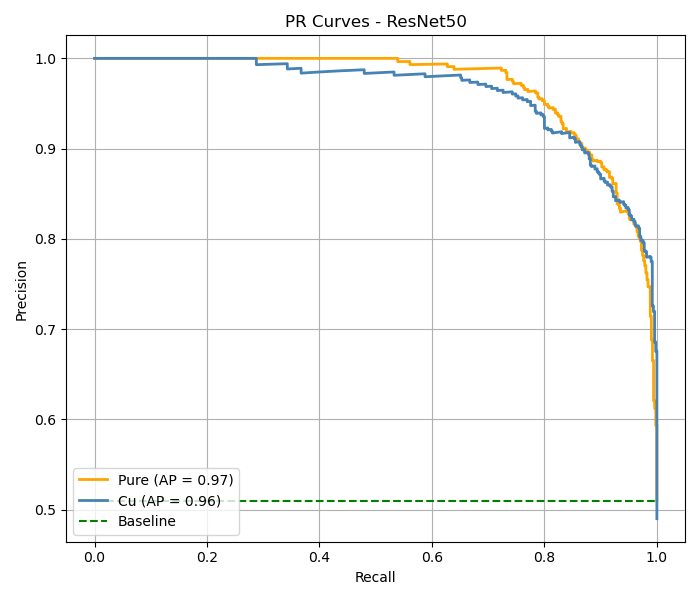 PR Curves - ResNet50
Precision
1.0
0.9
0.8
0.7
0.6
0.5
Pure (AP = 0.97)
Cu (AP = 0.96)
Baseline
0.0 0.2 0.4 0.6 0.8 1.0
Recall